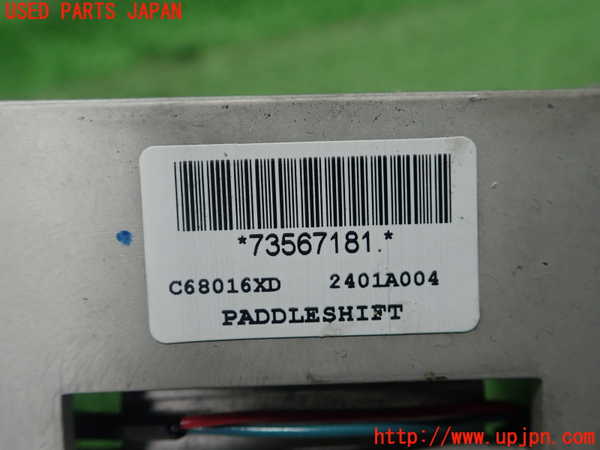 USED PARTS JAPAN
*73567181.*
C68016XD 2401A004
PADDLESHIFT
http://www.upjpn.com